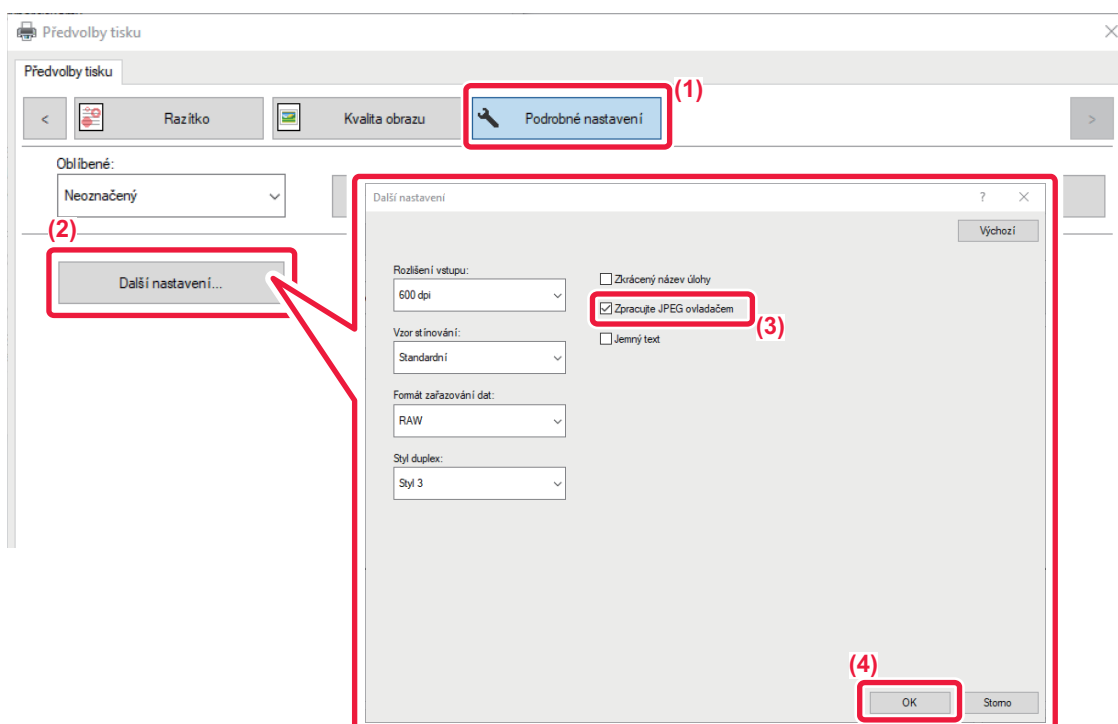 Předvolby tisku
Předvolby tisku
(1)
<
Razítko
Kvalita obrazu
Podrobné nastavení
>
Oblíbené:
Neoznačený
(2)
Další nastavení...
Další nastavení
?
Výchozí
Rozlišení vstupu:
600 dpi
Zkrácený název úlohy
Zpracujte JPEG ovladačem
(3)
Vzor stínování:
Jemný text
Standardní
Formát zařazování dat:
RAW
Styl duplex:
Styl 3
(4)
OK
Storno